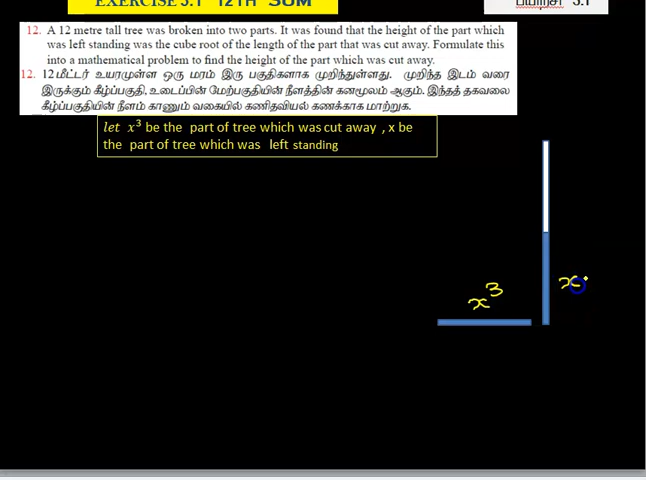 EXERCISE 3.1 12TH SUM
பயிற்சி 3.1
12. A 12 metre tall tree was broken into two parts. It was found that the height of the part which
was left standing was the cube root of the length of the part that was cut away. Formulate this
into a mathematical problem to find the height of the part which was cut away.
12. 12மீட்டர் உயரமுள்ள ஒரு மரம் இரு பகுதிகளாக முறிந்துள்ளது. முறிந்த இடம் வரை
இருக்கும் கீழ்ப்பகுதி, உடைப்பின் மேற்பகுதியின் நீளத்தின் கனமூலம் ஆகும். இந்தத் தகவலை
கீழ்ப்பகுதியின் நீளம் காணும் வகையில் கணிதவியல் கணக்காக மாற்றுக.
let x³ be the part of tree which was cut away , x be
the part of tree which was left standing
x
x³